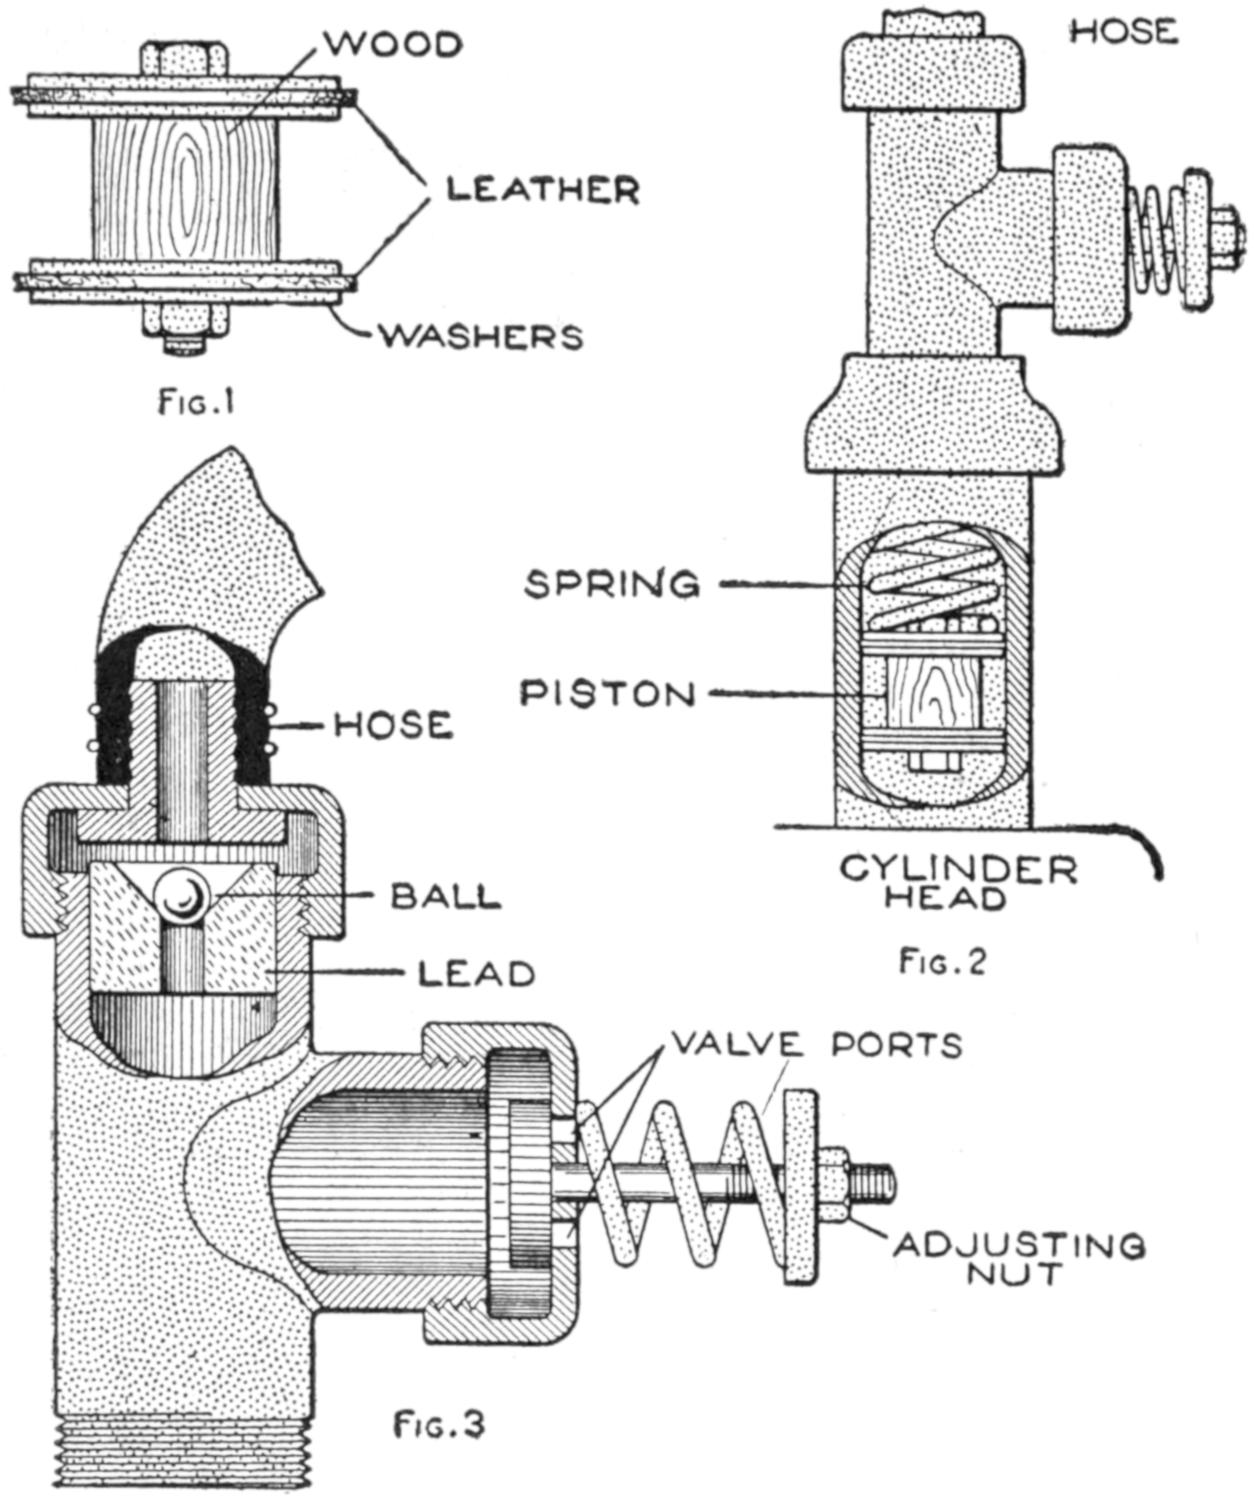 WOOD
LEATHER
WASHERS
FIG.1
HOSE
SPRING
PISTON
CYLINDER
HEAD
FIG.2
HOSE
BALL
LEAD
VALVE PORTS
ADJUSTING
NUT
FIG.3